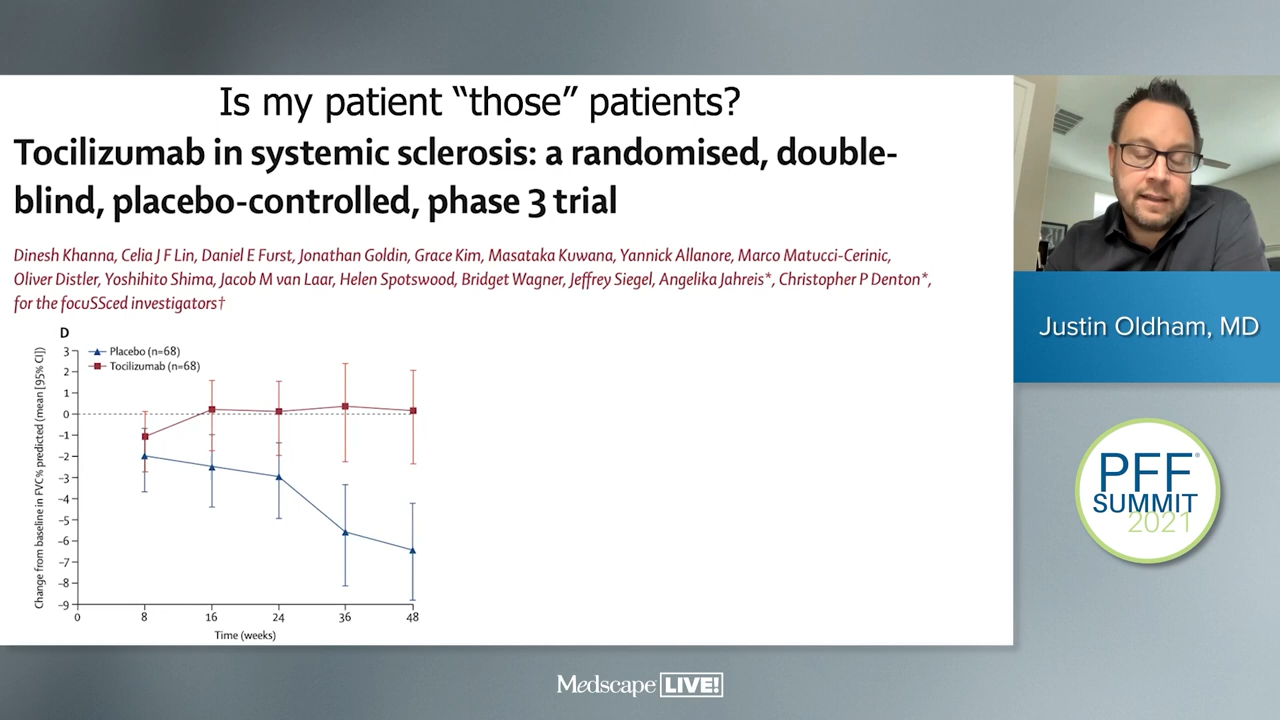 Is my patient “those” patients?
Tocilizumab in systemic sclerosis: a randomised, double-
blind, placebo-controlled, phase 3 trial
Dinesh Khanna, Celia J F Lin, Daniel E Furst, Jonathan Goldin, Grace Kim, Masataka Kuwana, Yannick Allanore, Marco Matucci-Cerinic,
Oliver Distler, Yoshihito Shima, Jacob M van Laar, Helen Spotswood, Bridget Wagner, Jeffrey Siegel, Angelika Jahreis*, Christopher P Denton*,
for the focuSSced investigators†
D
Placebo (n=68)
Tocilizumab (n=68)
Change from baseline in FVC% predicted (mean [95% CI])
3
2
1
0
–1
–2
–3
–4
–5
–6
–7
–8
–9
0 8 16 24 36 48
Time (weeks)
Justin Oldham, MD
PFF®
SUMMIT
2021
Medscape LIVE!